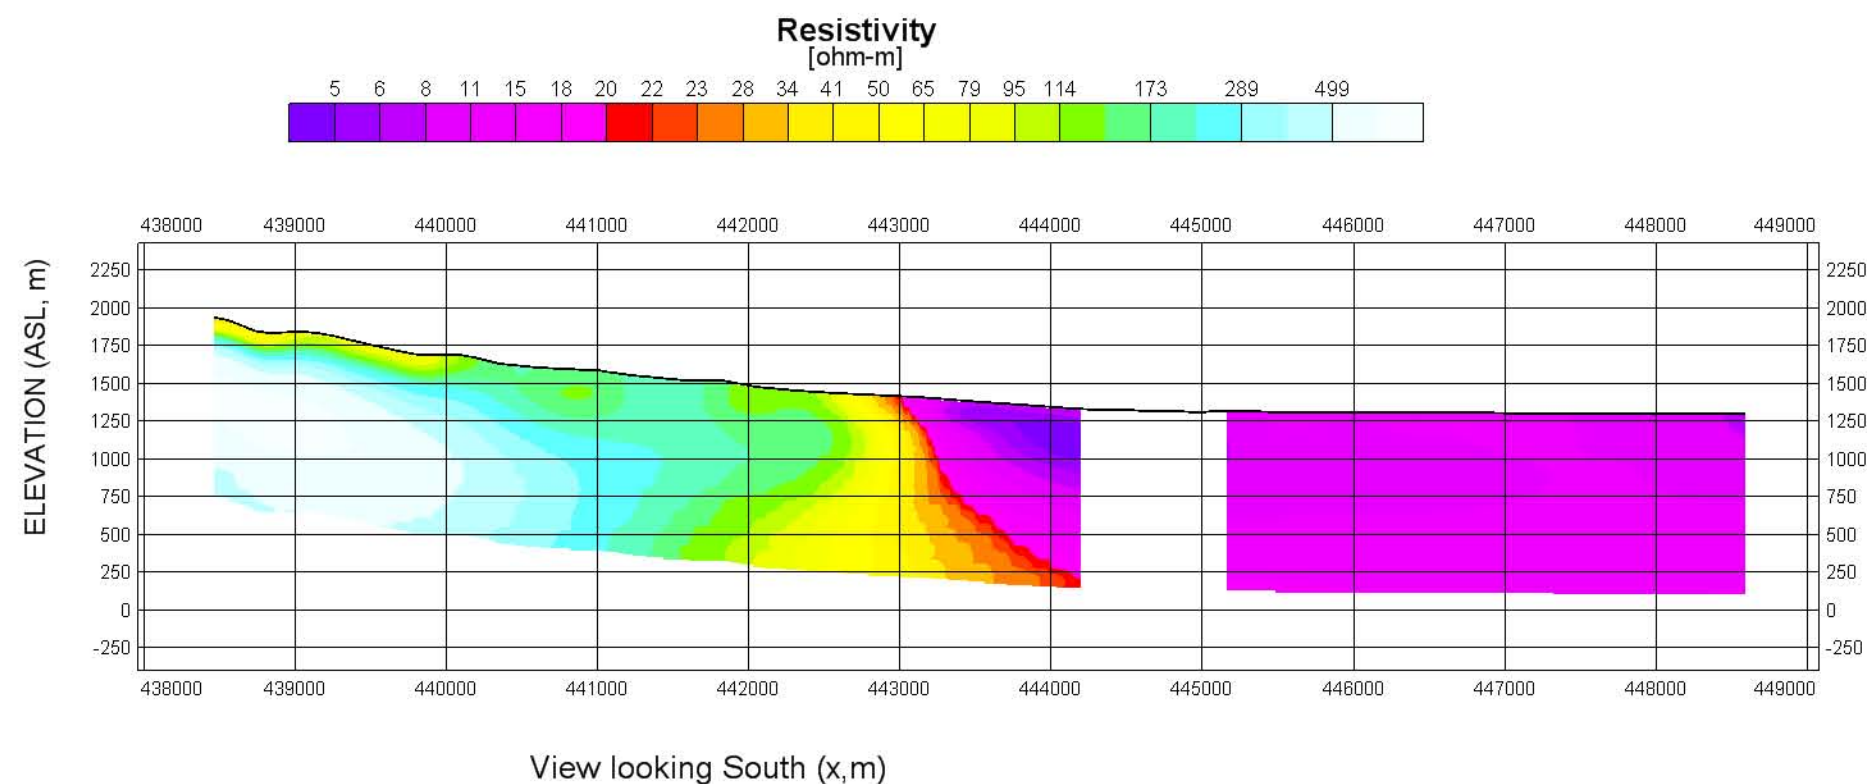 Resistivity
[ohm-m]
5 6 8 11 15 18 20 22 23 28 34 41 50 65 79 95 114 173 289 499
438000 439000 440000 441000 442000 443000 444000 445000 446000 447000 448000 449000
ELEVATION (ASL, m)
2250 2250
2000 2000
1750 1750
1500 1500
1250 1250
1000 1000
750 750
500 500
250 250
0 0
-250 -250
438000 439000 440000 441000 442000 443000 444000 445000 446000 447000 448000 449000
View looking South (x,m)